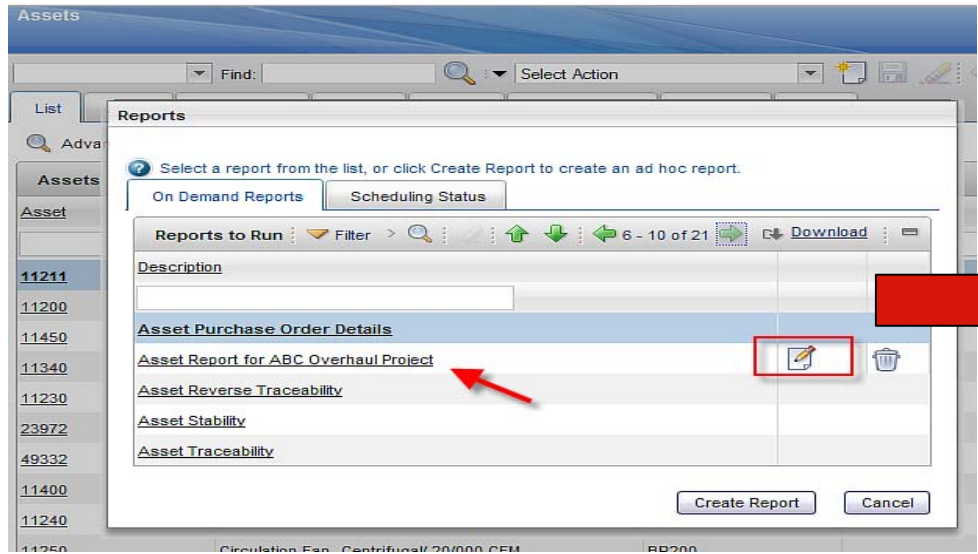 Assets
Find:
Select Action
List
Reports
Select a report from the list, or click Create Report to create an ad hoc report.
On Demand Reports Scheduling Status
Assets
Reports to Run Filter > 6 - 10 of 21 Download
Asset
Description
11211
11200
Asset Purchase Order Details
11450
Asset Report for ABC Overhaul Project
11340
Asset Reverse Traceability
11230
Asset Stability
23972
Asset Traceability
49332
11400
Create Report Cancel
11240
11250 Circulation Fan, Centrifugal/ 20/000 CFM BR200